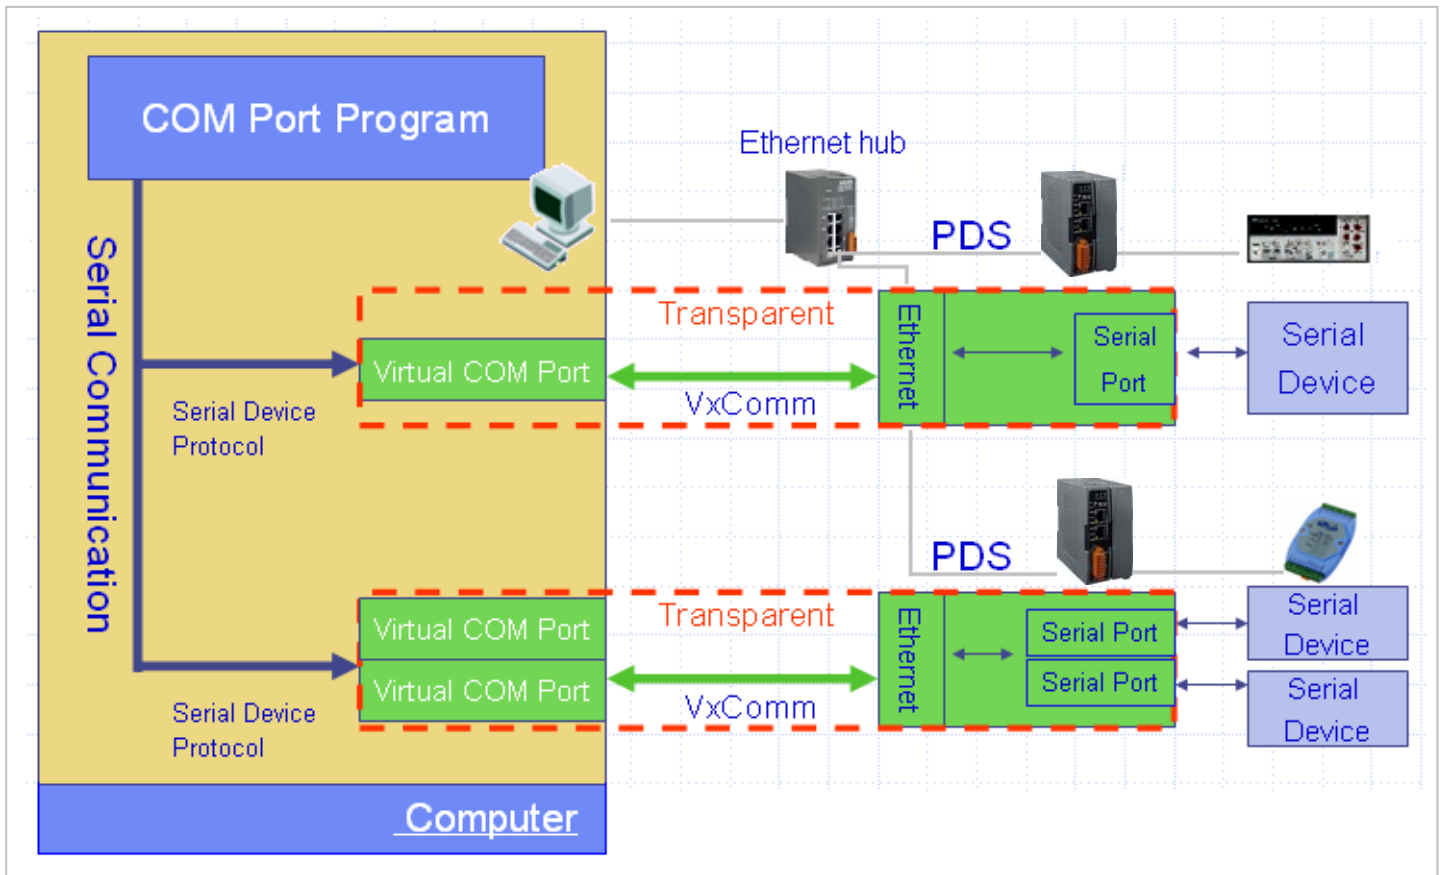 COM Port Program
Ethernet hub
PDS
Serial Communication
Transparent
Ethernet
Serial
Port
Serial
Device
Virtual COM Port
VxComm
Serial Device
Protocol
PDS
Transparent
Ethernet
Serial Port
Serial Port
Serial
Device
Serial
Device
Virtual COM Port
Virtual COM Port
VxComm
Serial Device
Protocol
Computer